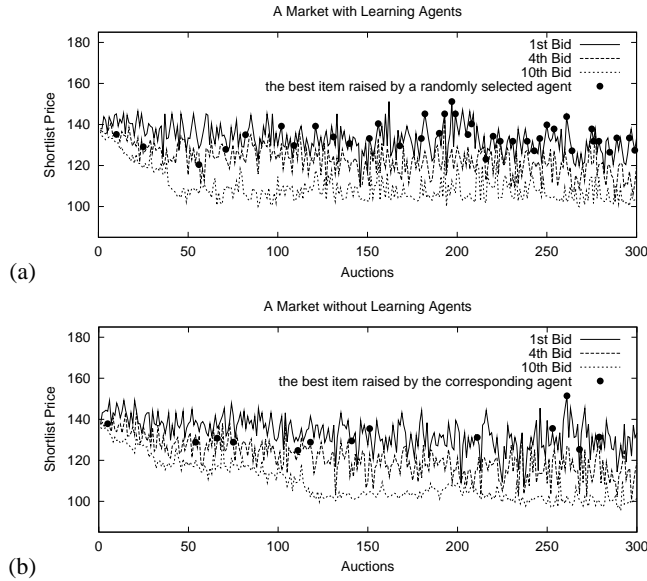 A Market with Learning Agents
180
160
140
120
100
0 50 100 150 200 250 300
Shortlist Price
Auctions
1st Bid
4th Bid
10th Bid
the best item raised by a randomly selected agent
(a)
A Market without Learning Agents
180
160
140
120
100
0 50 100 150 200 250 300
Shortlist Price
Auctions
1st Bid
4th Bid
10th Bid
the best item raised by the corresponding agent
(b)